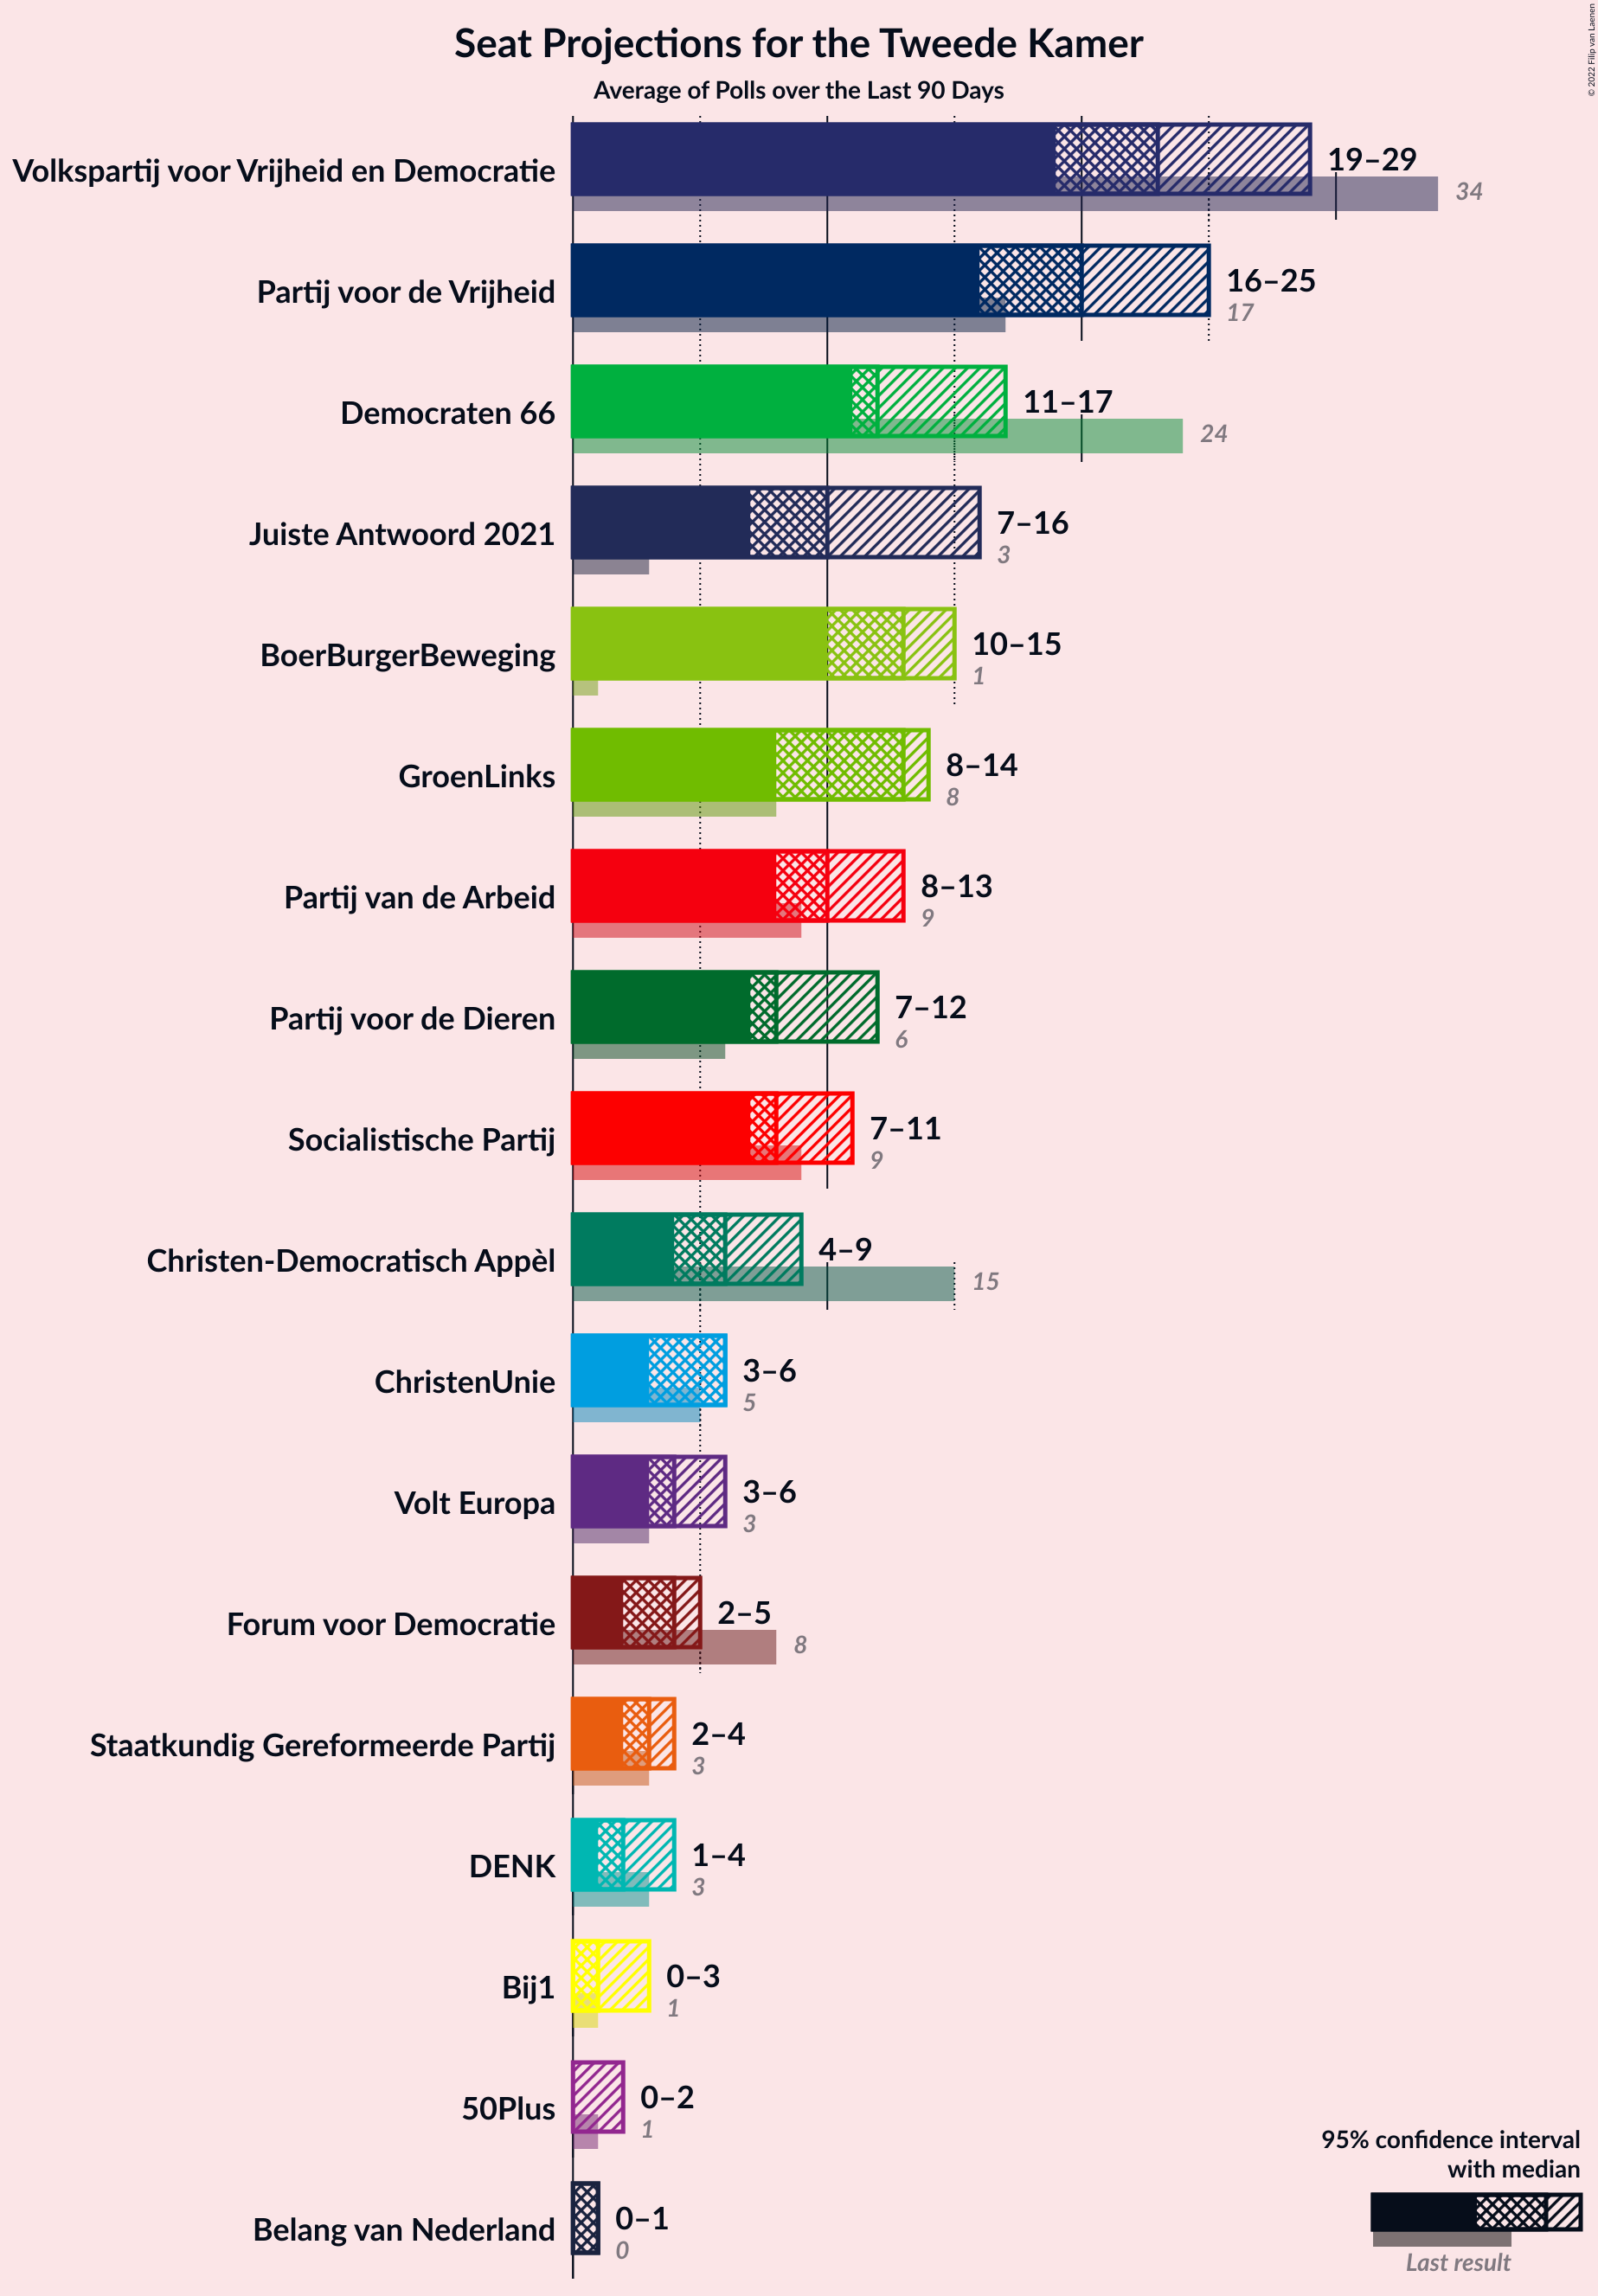 Seat Projections for the Tweede Kamer
Average of Polls over the Last 90 Days
© 2022 Filip van Laenen
Volkspartij voor Vrijheid en Democratie
19–29
34
Partij voor de Vrijheid
16–25
17
Democraten 66
11–17
24
Juiste Antwoord 2021
7–16
3
BoerBurgerBeweging
10–15
1
GroenLinks
8–14
8
Partij van de Arbeid
8–13
9
Partij voor de Dieren
7–12
6
Socialistische Partij
7–11
9
Christen-Democratisch Appèl
4–9
15
ChristenUnie
3–6
5
Volt Europa
3–6
3
Forum voor Democratie
2–5
8
Staatkundig Gereformeerde Partij
2–4
3
DENK
1–4
3
Bij1
0–3
1
50Plus
0–2
1
Belang van Nederland
0–1
0
95% confidence interval
with median
Last result